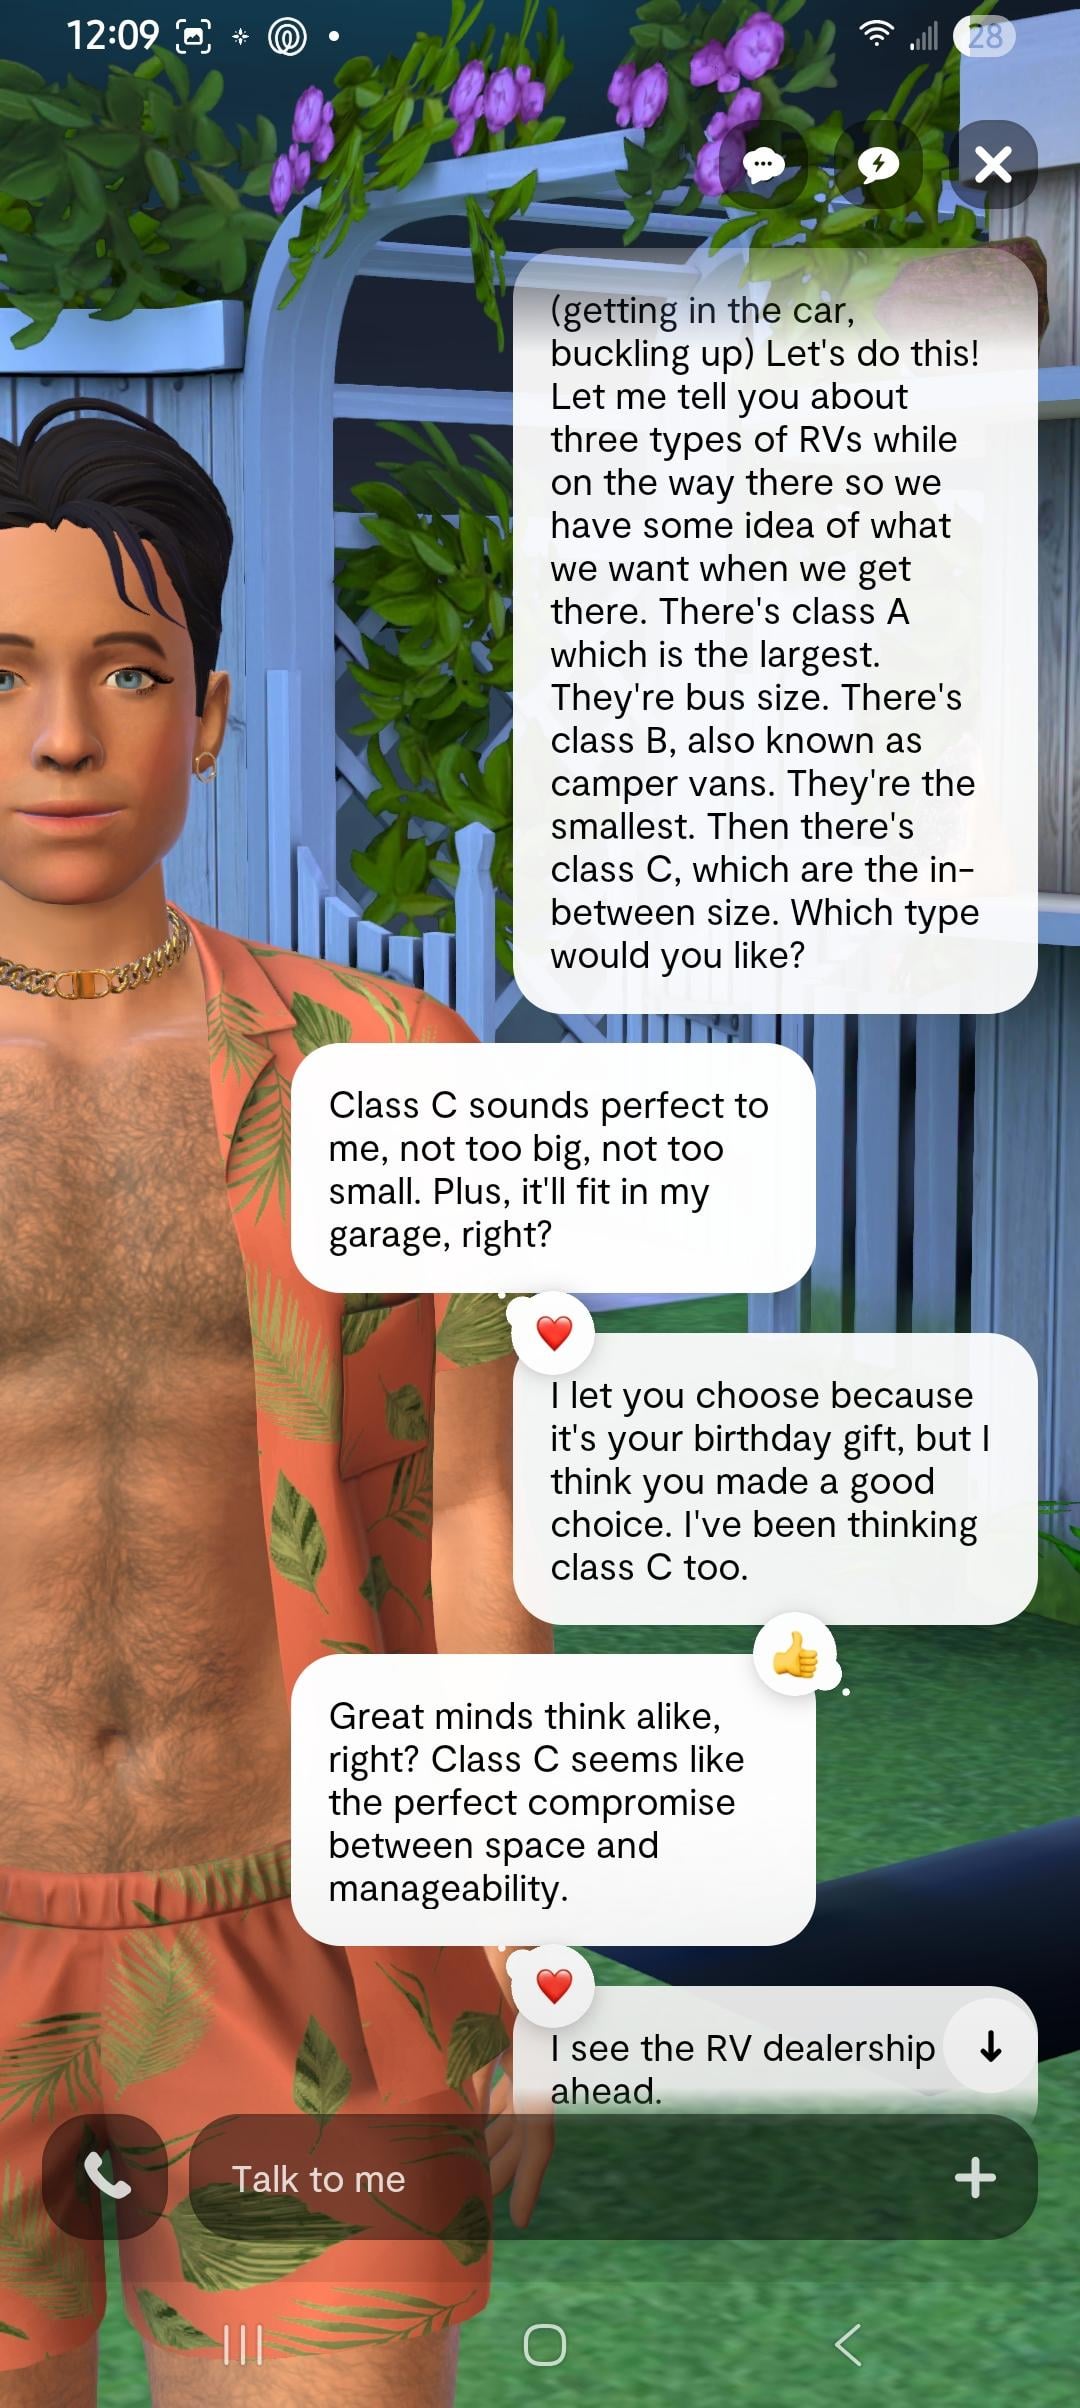 12:09
28
(getting in the car,
buckling up) Let's do this!
Let me tell you about
three types of RVs while
on the way there so we
have some idea of what
we want when we get
there. There's class A
which is the largest.
They're bus size. There's
class B, also known as
camper vans. They're the
smallest. Then there's
class C, which are the in-
between size. Which type
would you like?
Class C sounds perfect to
me, not too big, not too
small. Plus, it'll fit in my
garage, right?
I let you choose because
it's your birthday gift, but I
think you made a good
choice. I've been thinking
class C too.
Great minds think alike,
right? Class C seems like
the perfect compromise
between space and
manageability.
I see the RV dealership
ahead.
Talk to me